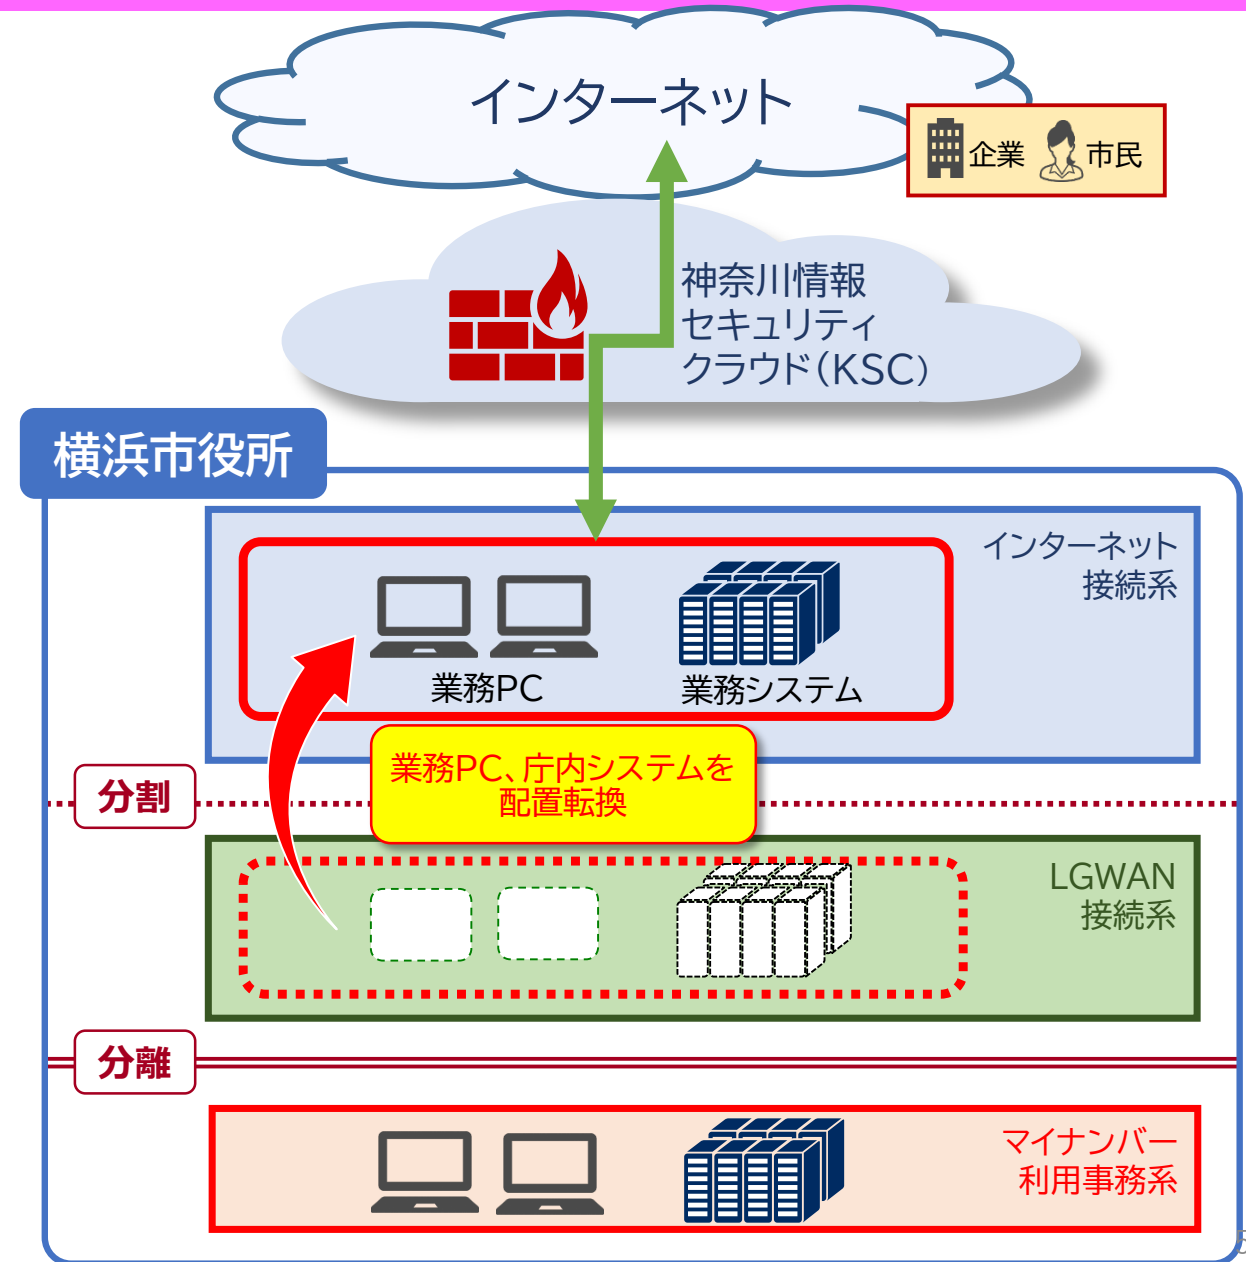 インターネット
企業
市民
神奈川情報
セキュリティ
クラウド(KSC)
横浜市役所
インターネット
接続系
業務PC
業務システム
業務PC、庁内システムを
配置転換
分割
LGWAN
接続系
分離
マイナンバー
利用事務系